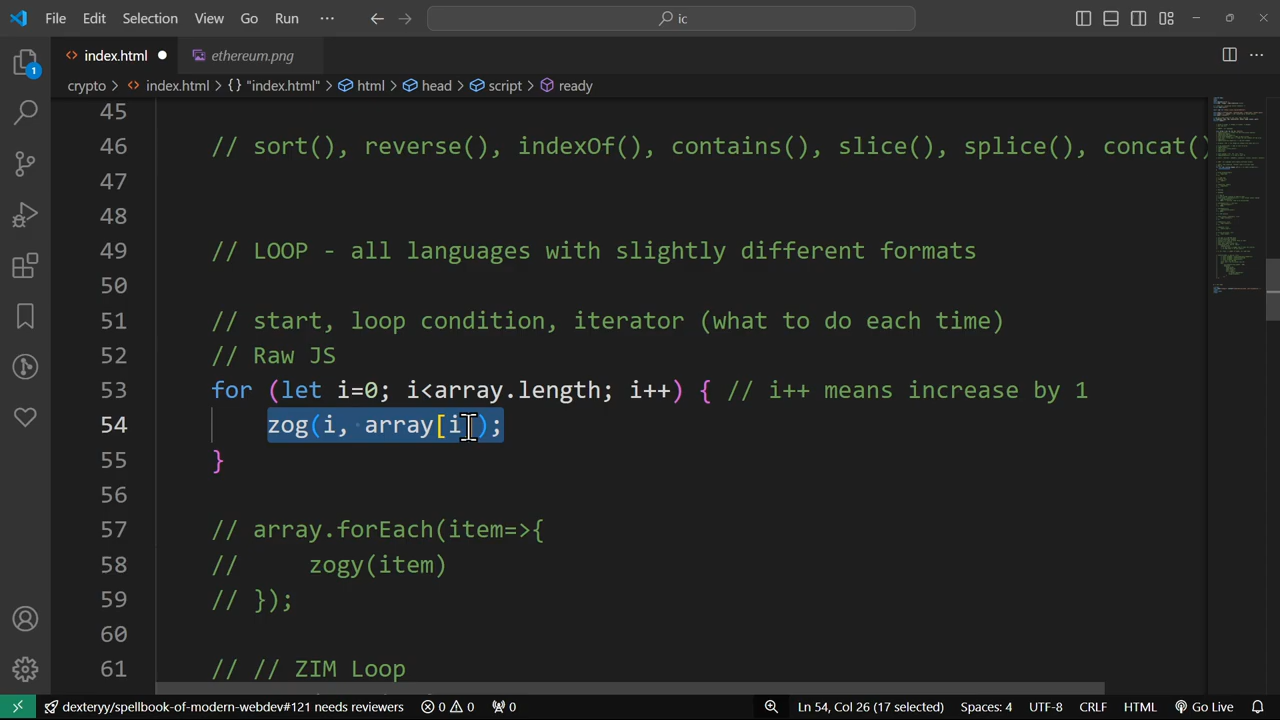 File Edit Selection View Go Run ··· ic
index.html ethereum.png ···
crypto > index.html > {} "index.html" > html > head > script > ready
1
45
46 // sort(), reverse(), indexOf(), contains(), slice(), splice(), concat()
47
48
49 // LOOP - all languages with slightly different formats
50
51 // start, loop condition, iterator (what to do each time)
52 // Raw JS
53 for (let i=0; i<array.length; i++) { // i++ means increase by 1
54 zog(i, array[i]);
55 }
56
57 // array.forEach(item=>{
58 // zogy(item)
59 // });
60
61 // // ZIM Loop
dexteryy/spellbook-of-modern-webdev#121 needs reviewers 0 0 0 Ln 54, Col 26 (17 selected) Spaces: 4 UTF-8 CRLF HTML Go Live